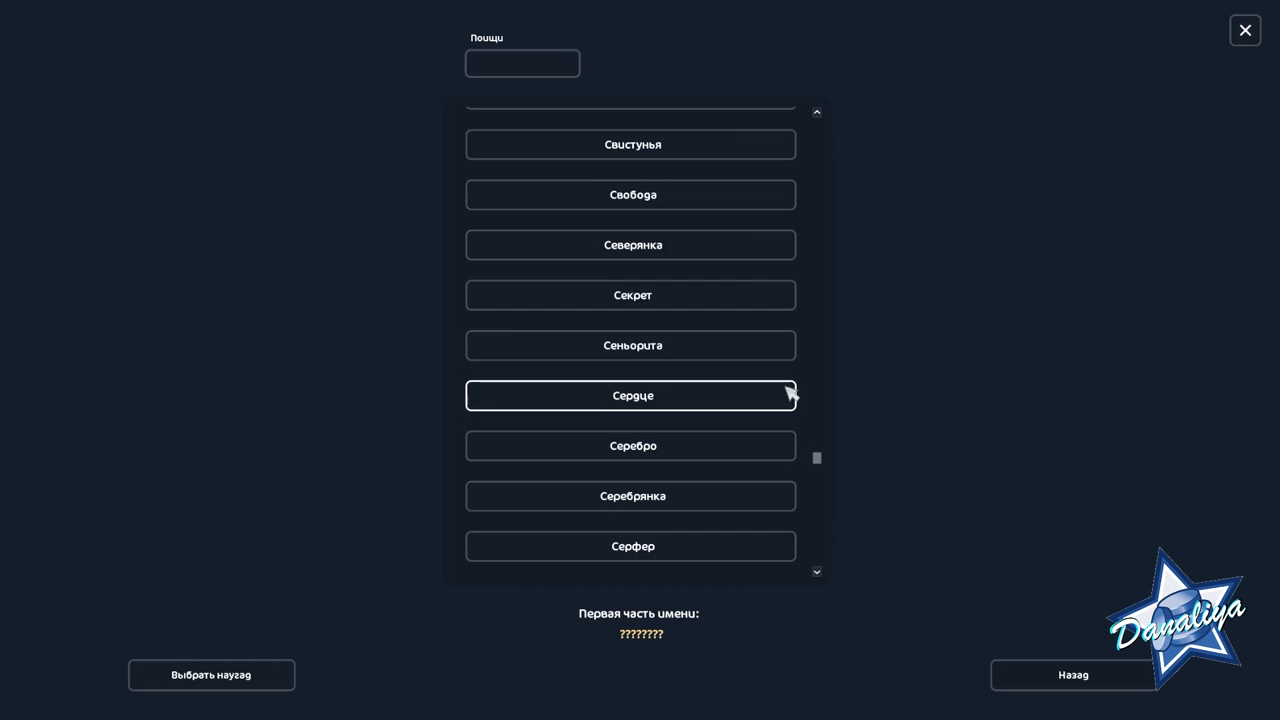 Поищи
Свистунья
Свобода
Северянка
Секрет
Сеньорита
Сердце
Серебро
Серебрянка
Серфер
Первая часть имени:
????????
Выбрать наугад
Назад
Danaliya